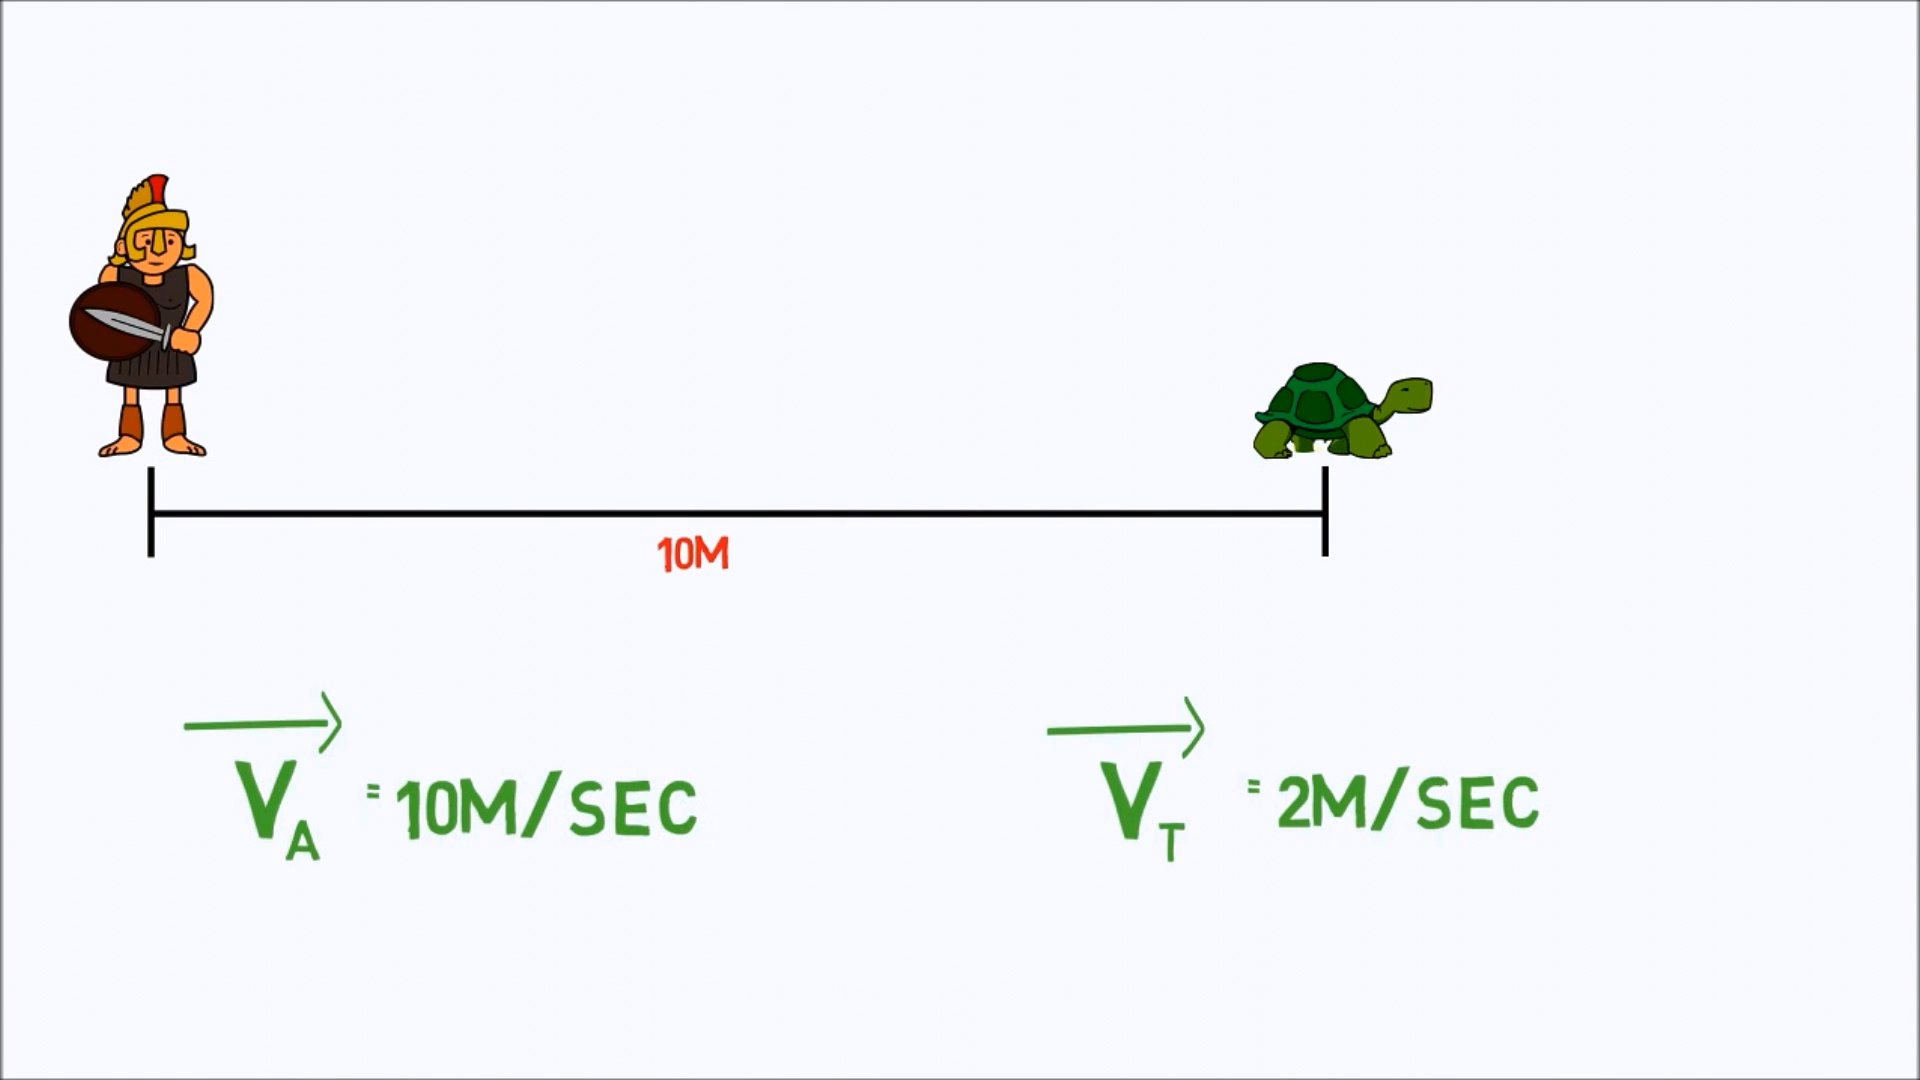 10M
V_A = 10M/SEC
V_T = 2M/SEC